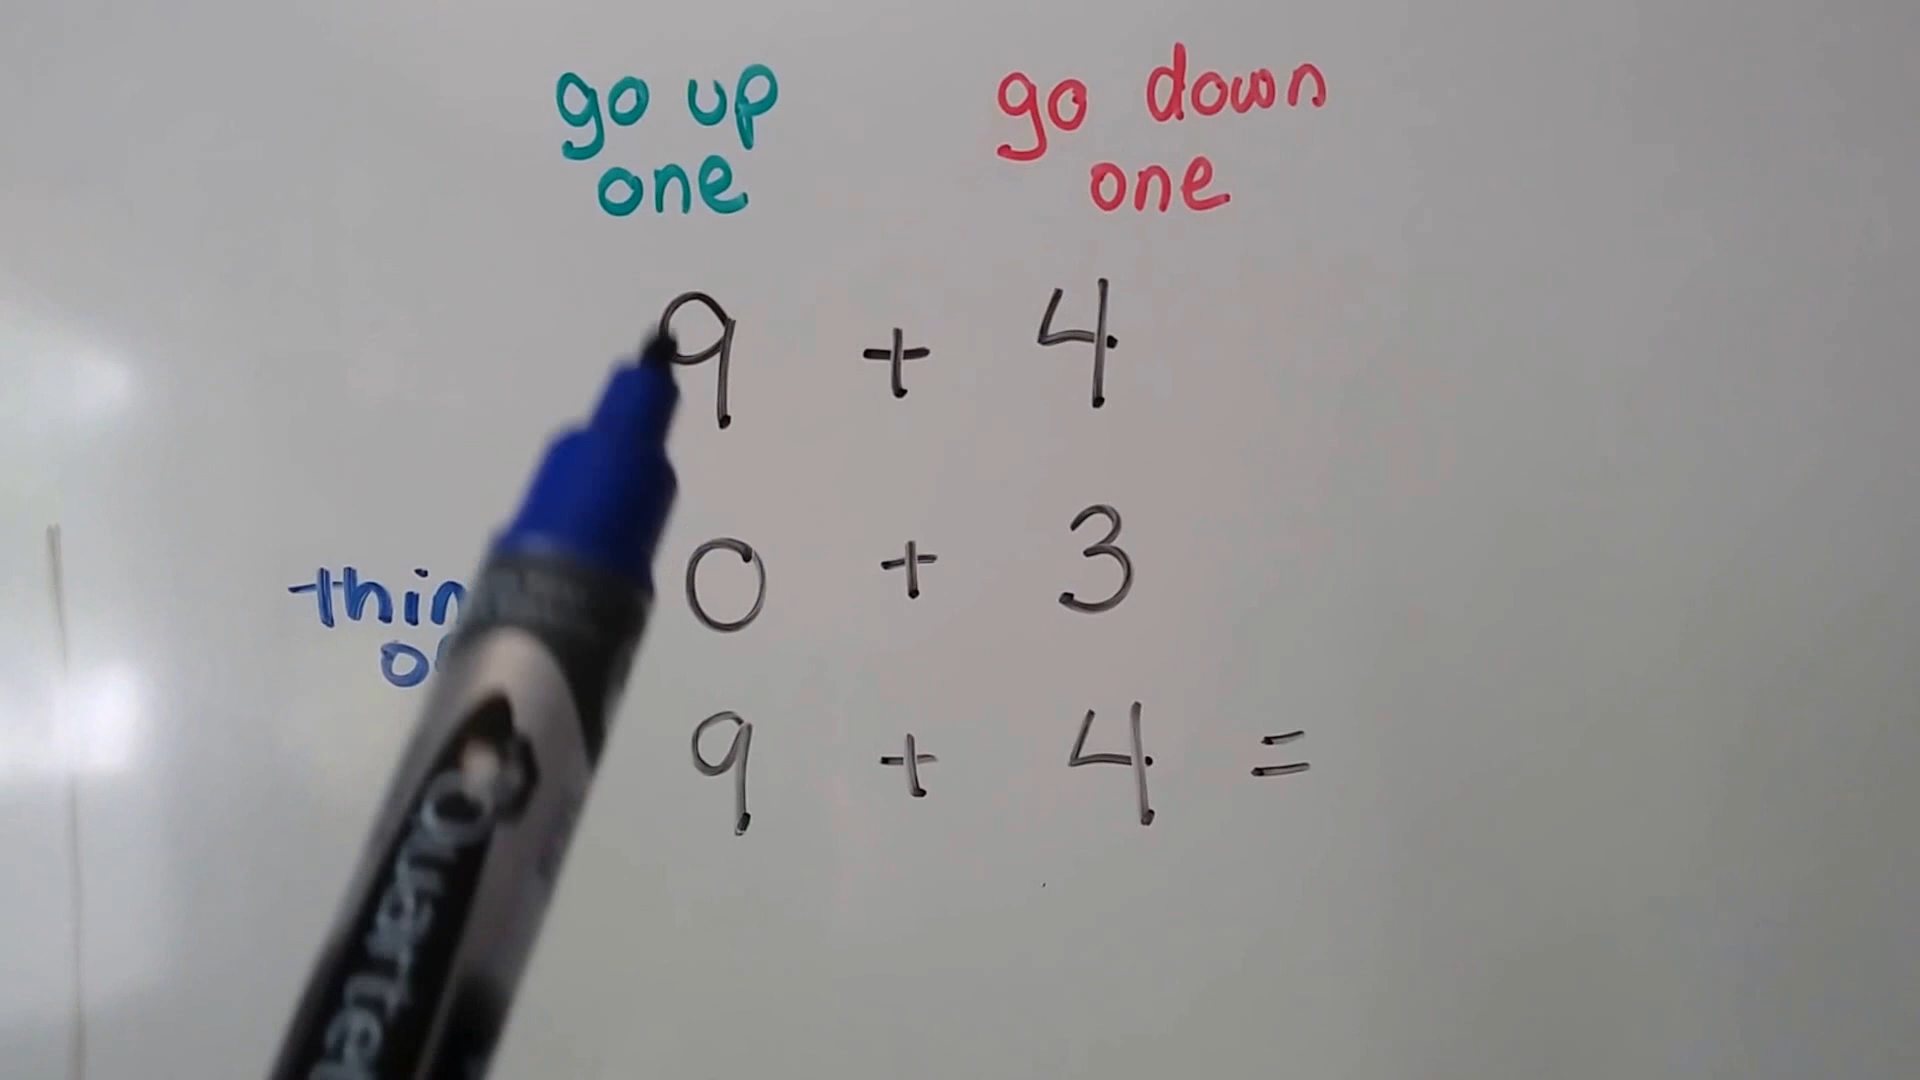 go up go down
one one
9 + 4
0 + 3
9 + 4 =